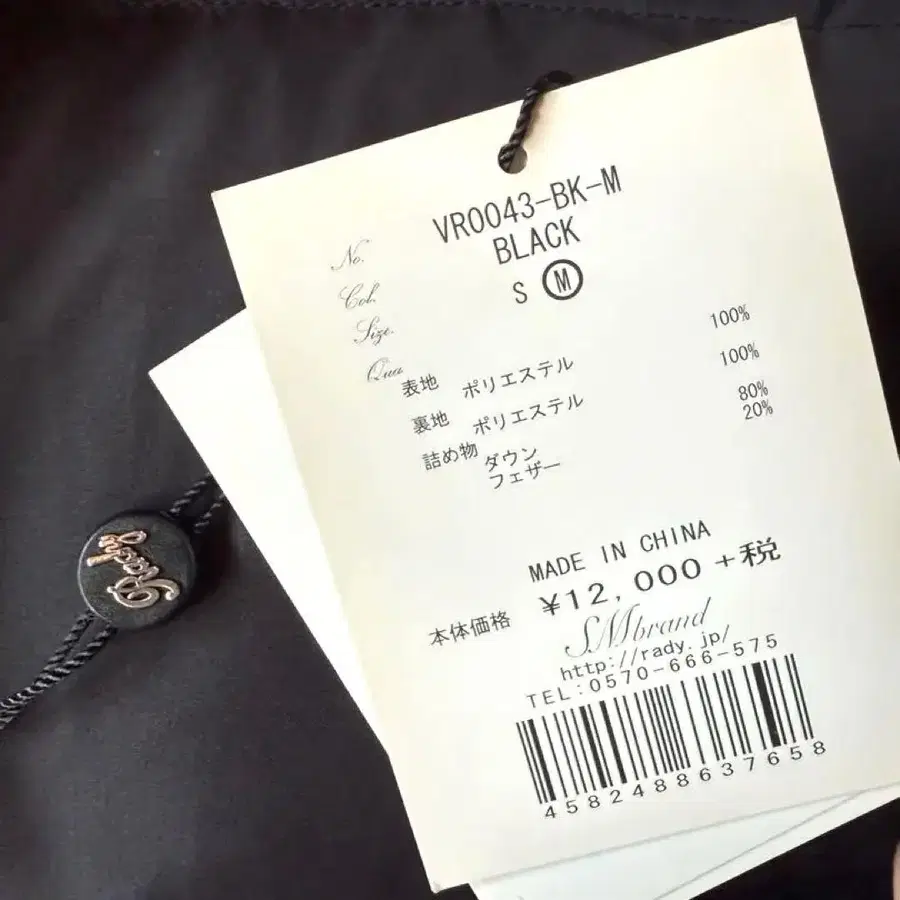 No. VR0043-BK-M
Col. BLACK
Size. S M
Qua. 表地 ポリエステル 100%
裏地 ポリエステル 100%
詰め物 ダウン 80%
フェザー 20%
MADE IN CHINA
本体価格 ¥12,000+税
SMbrand
http://rady.jp/
TEL:0570-666-575
4582488637658
Rady